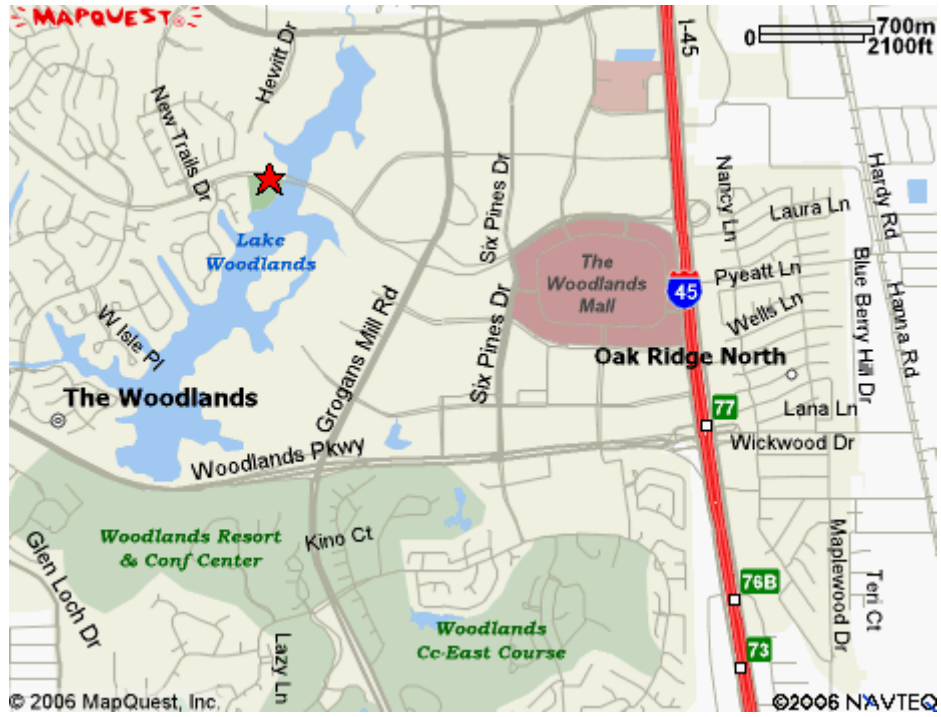 MAPQUEST
I-45
0
700m
2100ft
Hewitt Dr
New Trails Dr
Hardy Rd
Nancy Ln
Laura Ln
Six Pines Dr
Lake
Woodlands
The
Woodlands
Mall
Pyeatt Ln
45
Blue Berry Hill Dr
Hanna Rd
Wells Ln
W Isle Pl
Grogans Mill Rd
Six Pines Dr
Oak Ridge North
The Woodlands
77
Lana Ln
Wickwood Dr
Woodlands Pkwy
Woodlands Resort
& Conf Center
Kino Ct
Glen Loch Dr
76B
Maplewood Dr
Teri Ct
Woodlands
Cc-East Course
73
Lazy Ln
© 2006 MapQuest, Inc.
©2006 NAVTEQ